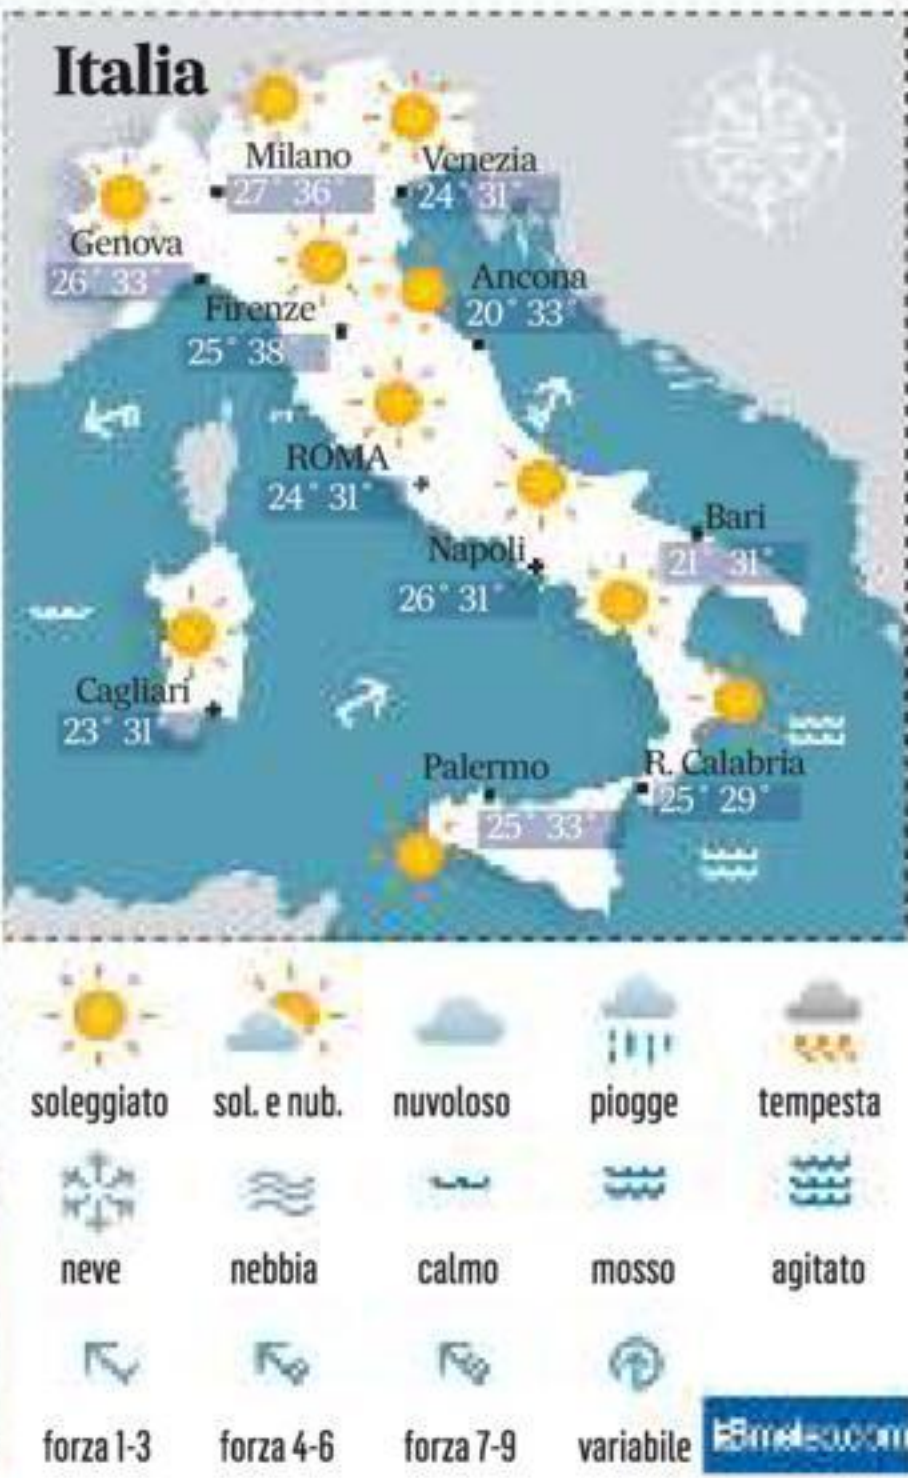 Italia
Milano
27° 36°
Venezia
24° 31°
Genova
26° 33°
Firenze
25° 38
Ancona
20° 33°
ROMA
24° 31°
Napoli
26° 31°
Bari
21° 31°
Cagliari
23° 31
Palermo
25° 33°
R. Calabria
25° 29°
soleggiato sol. e nub. nuvoloso piogge tempesta
neve nebbia calmo mosso agitato
forza 1-3 forza 4-6 forza 7-9 variabile